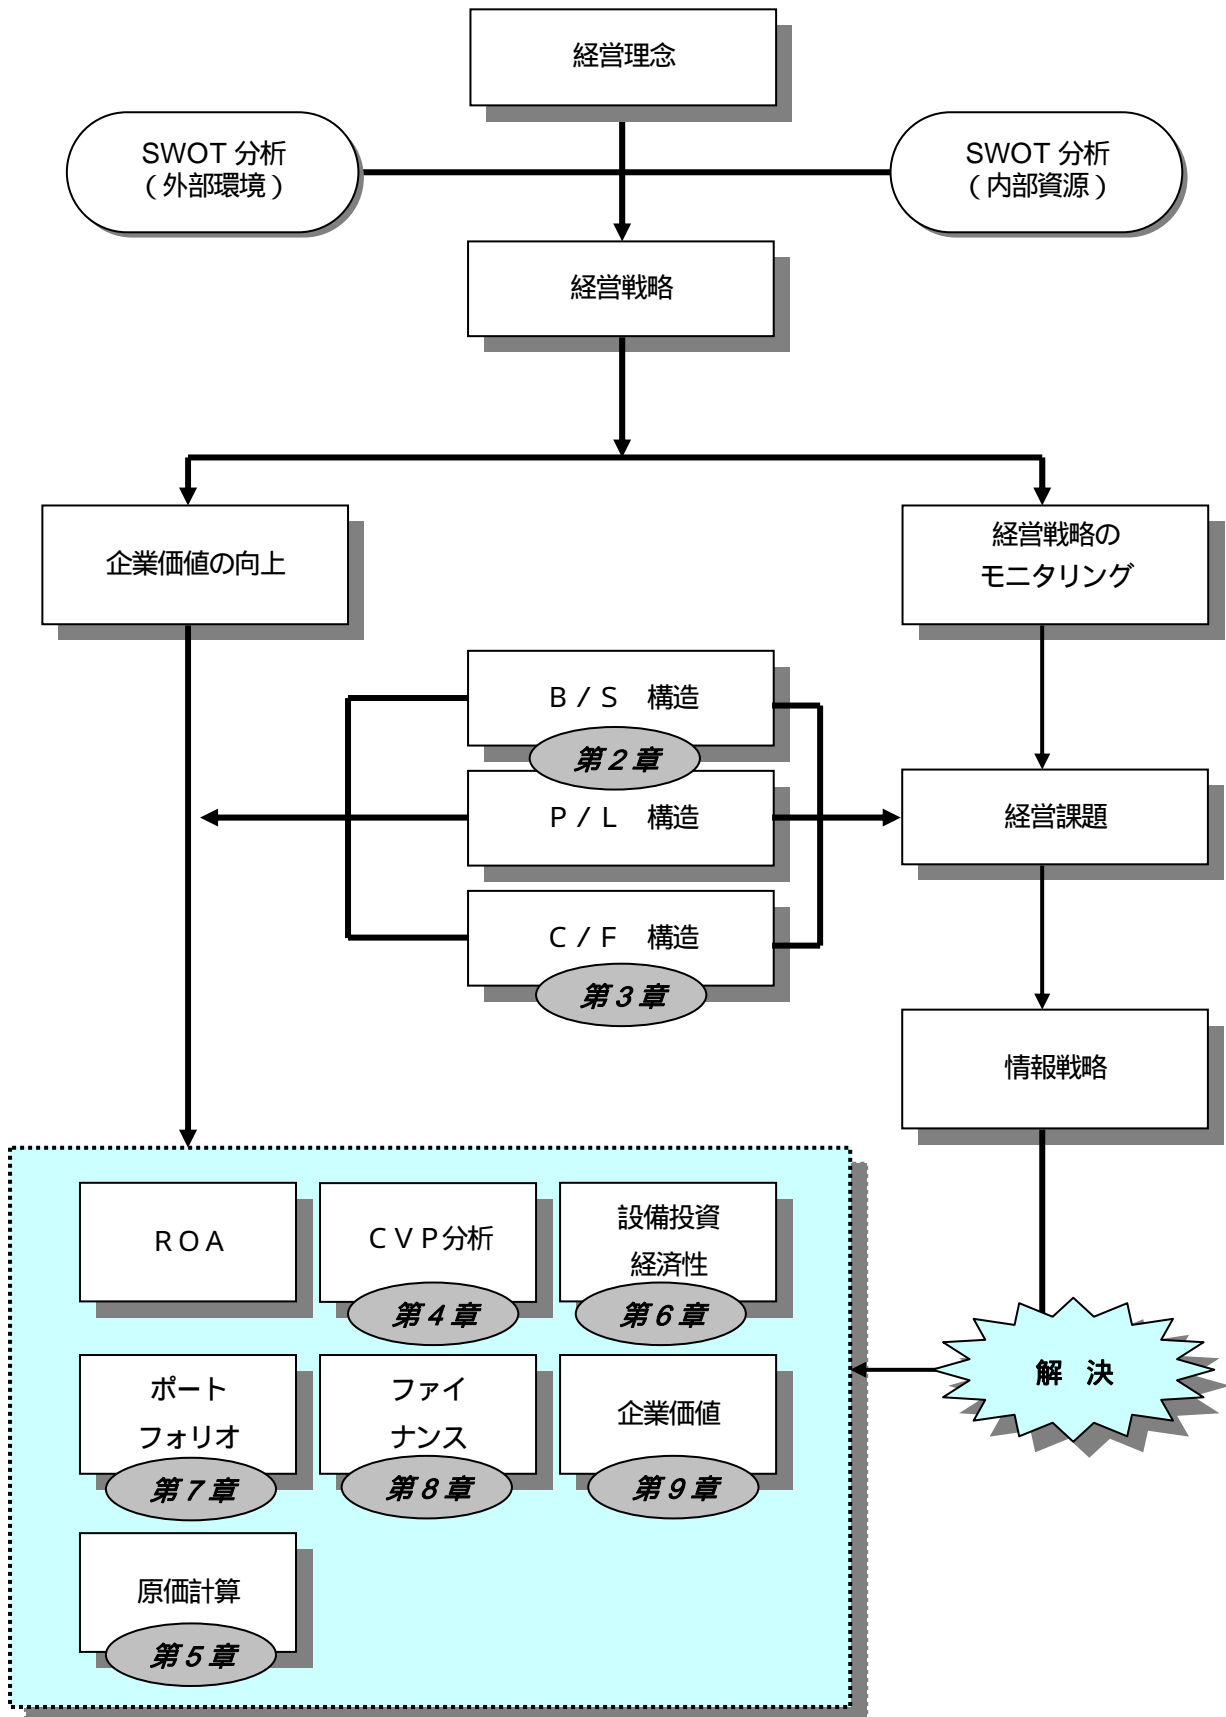 経営理念
SWOT 分析
（外部環境）
SWOT 分析
（内部資源）
経営戦略
企業価値の向上
経営戦略の
モニタリング
Ｂ／Ｓ　構造
第２章
Ｐ／Ｌ　構造
経営課題
Ｃ／Ｆ　構造
第３章
情報戦略
ＲＯＡ
ＣＶＰ分析
第４章
設備投資
経済性
第６章
解　決
ポート
フォリオ
第７章
ファイ
ナンス
第８章
企業価値
第９章
原価計算
第５章